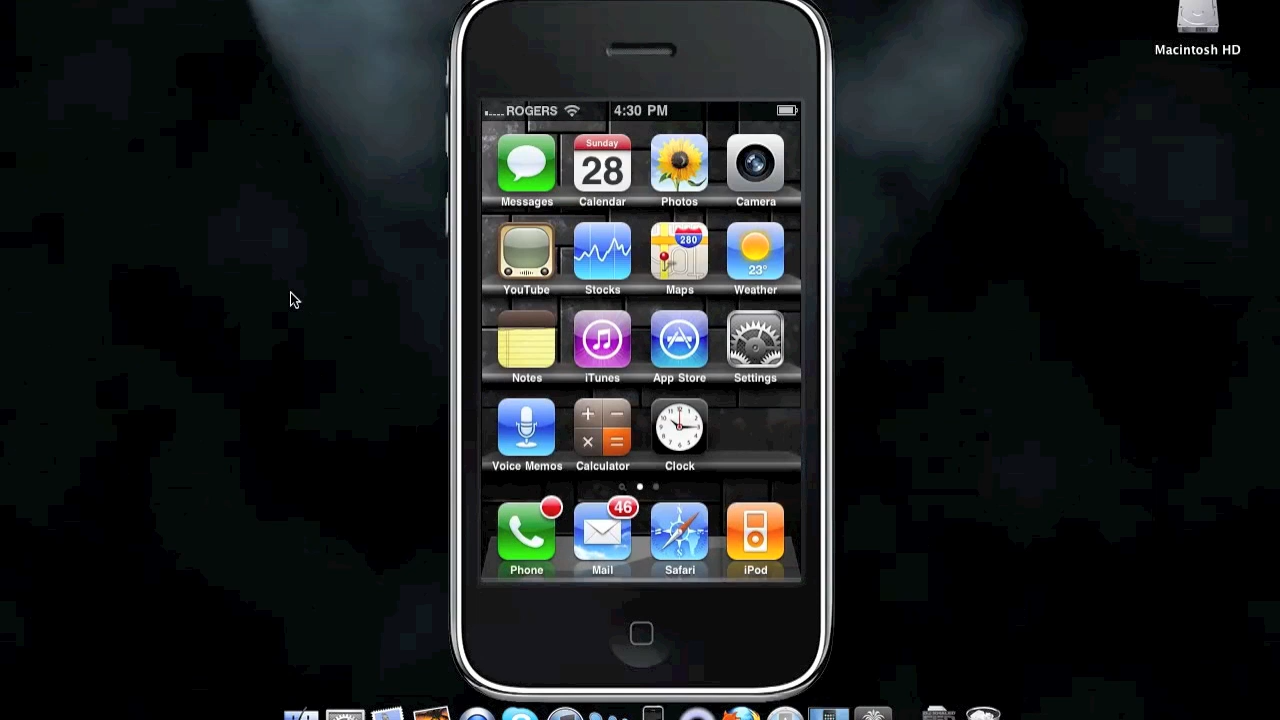 Macintosh HD
ROGERS 4:30 PM
Sunday
28
280
23°
Messages Calendar Photos Camera
YouTube Stocks Maps Weather
Notes iTunes App Store Settings
Voice Memos Calculator Clock
46
Phone Mail Safari iPod